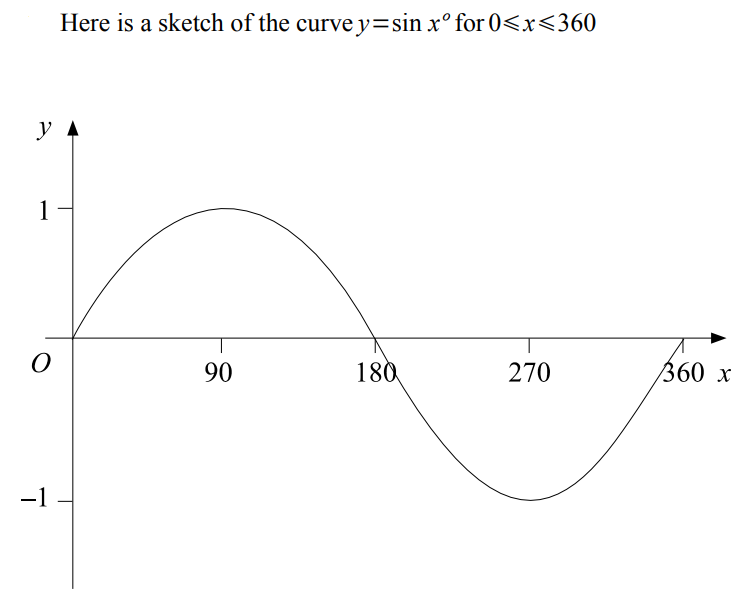 Here is a sketch of the curve y=sin x° for 0⩽x⩽360
y
1
O
90 180 270 360 x
−1